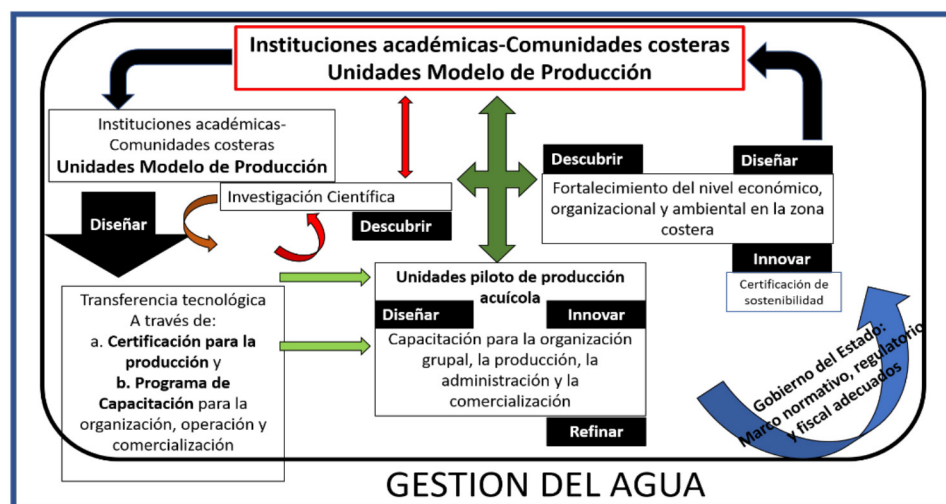 Instituciones académicas-Comunidades costeras
Unidades Modelo de Producción
Instituciones académicas-
Comunidades costeras
Unidades Modelo de Producción
Diseñar
Investigación Científica
Descubrir
Transferencia tecnológica
A través de:
a. Certificación para la
producción y
b. Programa de
Capacitación para la
organización, operación y
comercialización
Unidades piloto de producción
acuícola
Diseñar
Innovar
Capacitación para la organización
grupal, la producción, la
administración y la
comercialización
Refinar
Descubrir
Diseñar
Fortalecimiento del nivel económico,
organizacional y ambiental en la zona
costera
Innovar
Certificación de
sostenibilidad
Gobierno del Estado:
Marco normativo, regulatorio
y fiscal adecuados
GESTION DEL AGUA